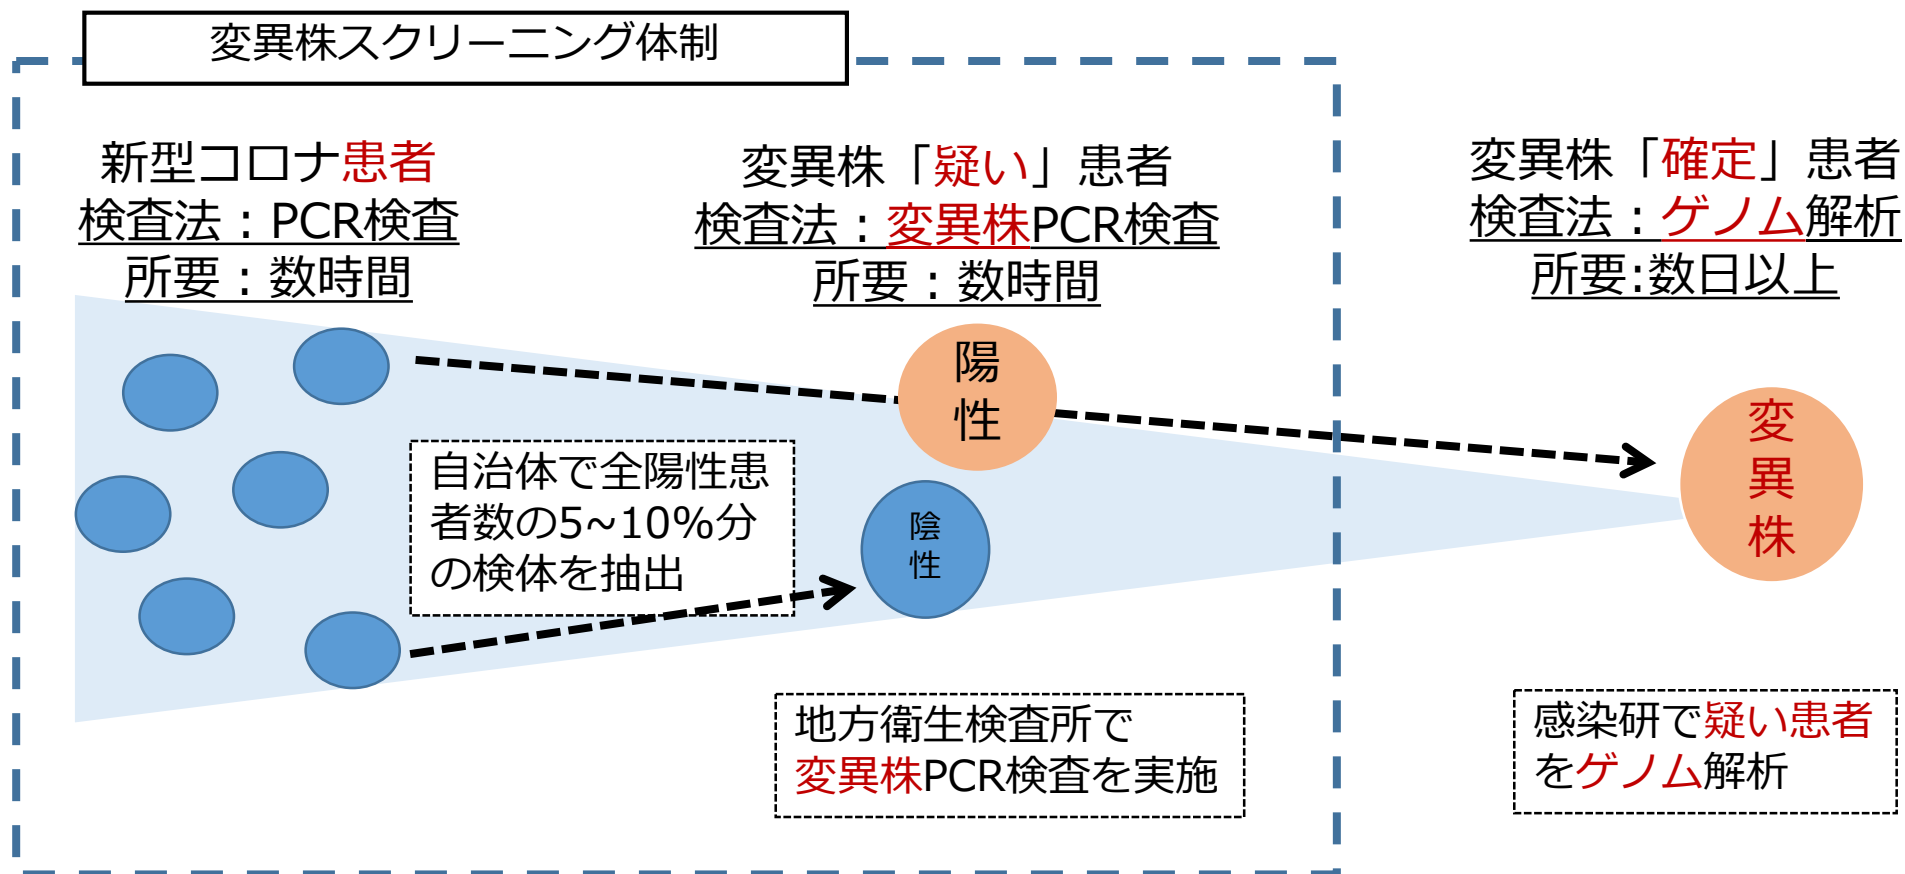 変異株スクリーニング体制
新型コロナ患者
検査法：PCR検査
所要：数時間
変異株「疑い」患者
検査法：変異株PCR検査
所要：数時間
変異株「確定」患者
検査法：ゲノム解析
所要:数日以上
陽
性
自治体で全陽性患
者数の5~10%分
の検体を抽出
陰
性
変
異
株
地方衛生検査所で
変異株PCR検査を実施
感染研で疑い患者
をゲノム解析